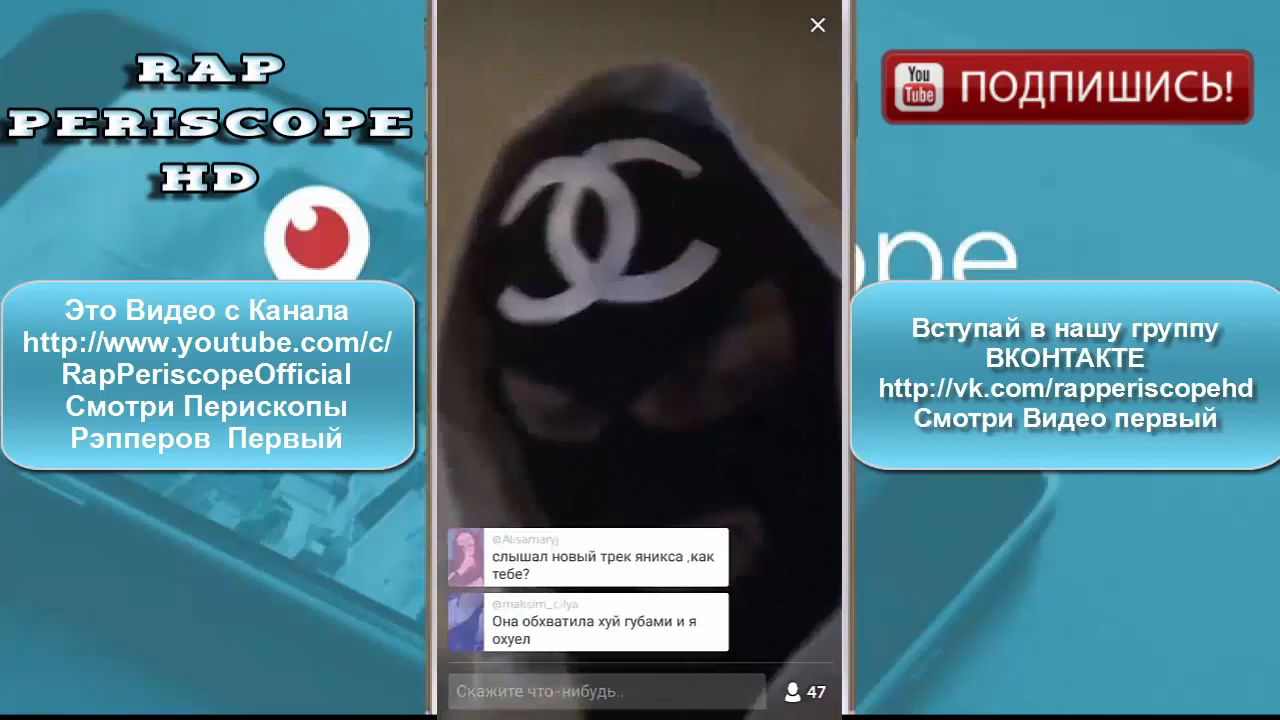 RAP
PERISCOPE
HD
Это Видео с Канала
http://www.youtube.com/c/
RapPeriscopeOfficial
Смотри Перископы
Рэпперов Первый
@Alisamaryj
слышал новый трек яникса ,как
тебе?
@maksim_cilya
Она обхватила хуй губами и я
охуел
Скажите что-нибудь..
47
You
Tube
ПОДПИШИСЬ!
ope
Вступай в нашу группу
ВКОНТАКТЕ
http://vk.com/rapperiscopehd
Смотри Видео первый